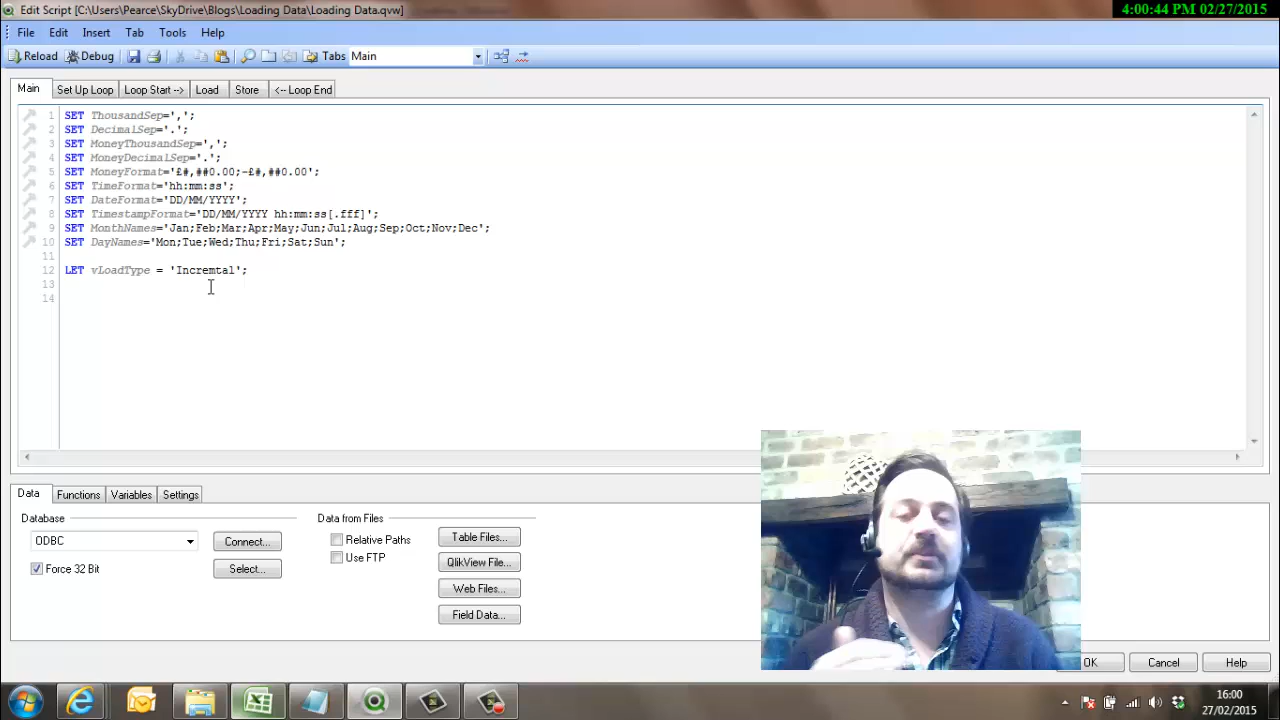 Edit Script [C:\Users\Pearce\SkyDrive\Blogs\Loading Data\Loading Data.qvw]
4:00:44 PM 02/27/2015
File Edit Insert Tab Tools Help
Reload Debug Tabs Main
Main Set Up Loop Loop Start --> Load Store <-- Loop End
1 SET ThousandSep=',';
2 SET DecimalSep='.';
3 SET MoneyThousandSep=',';
4 SET MoneyDecimalSep='.';
5 SET MoneyFormat='£#,##0.00;-£#,##0.00';
6 SET TimeFormat='hh:mm:ss';
7 SET DateFormat='DD/MM/YYYY';
8 SET TimestampFormat='DD/MM/YYYY hh:mm:ss[.fff]';
9 SET MonthNames='Jan;Feb;Mar;Apr;May;Jun;Jul;Aug;Sep;Oct;Nov;Dec';
10 SET DayNames='Mon;Tue;Wed;Thu;Fri;Sat;Sun';
11
12 LET vLoadType = 'Incremtal';
13
14
Data Functions Variables Settings
Database
ODBC Connect...
Force 32 Bit Select...
Data from Files
Relative Paths
Use FTP
Table Files...
QlikView File...
Web Files...
Field Data...
OK Cancel Help
16:00
27/02/2015